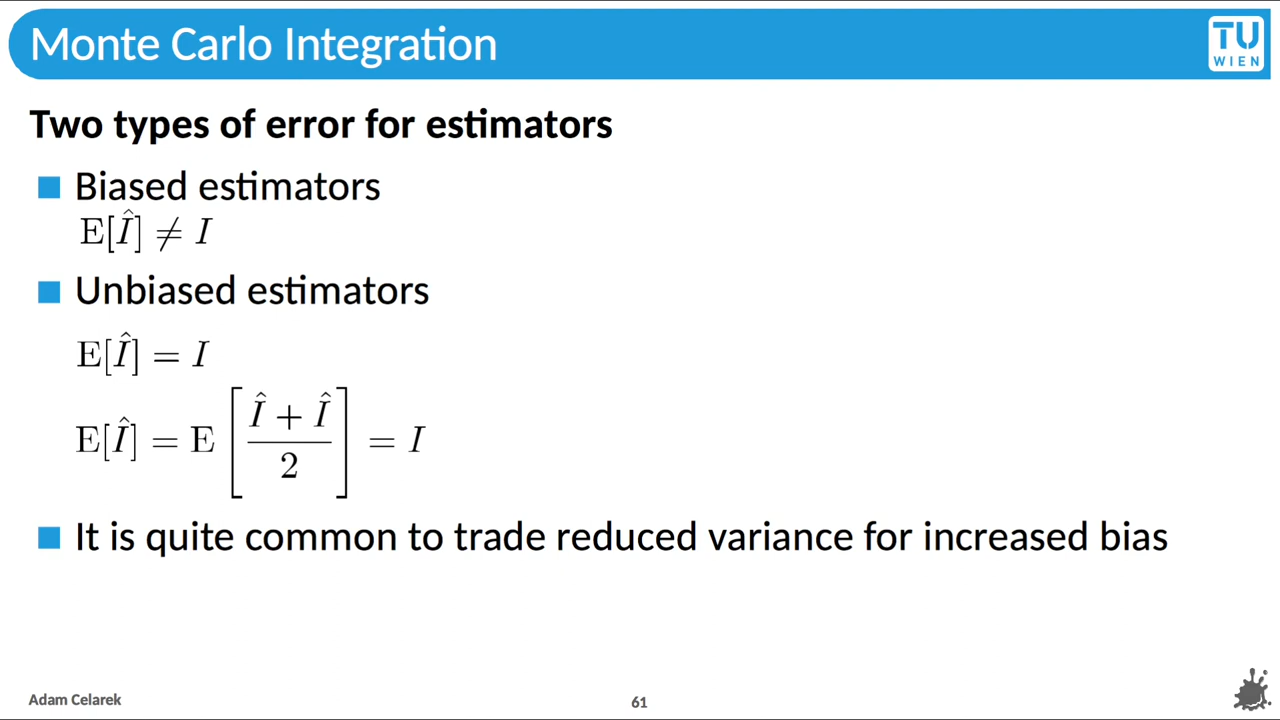 Monte Carlo Integration
TU
WIEN
Two types of error for estimators
Biased estimators
E[Î] ≠ I
Unbiased estimators
E[Î] = I
E[Î] = E [ (Î + Î) / 2 ] = I
It is quite common to trade reduced variance for increased bias
Adam Celarek
61